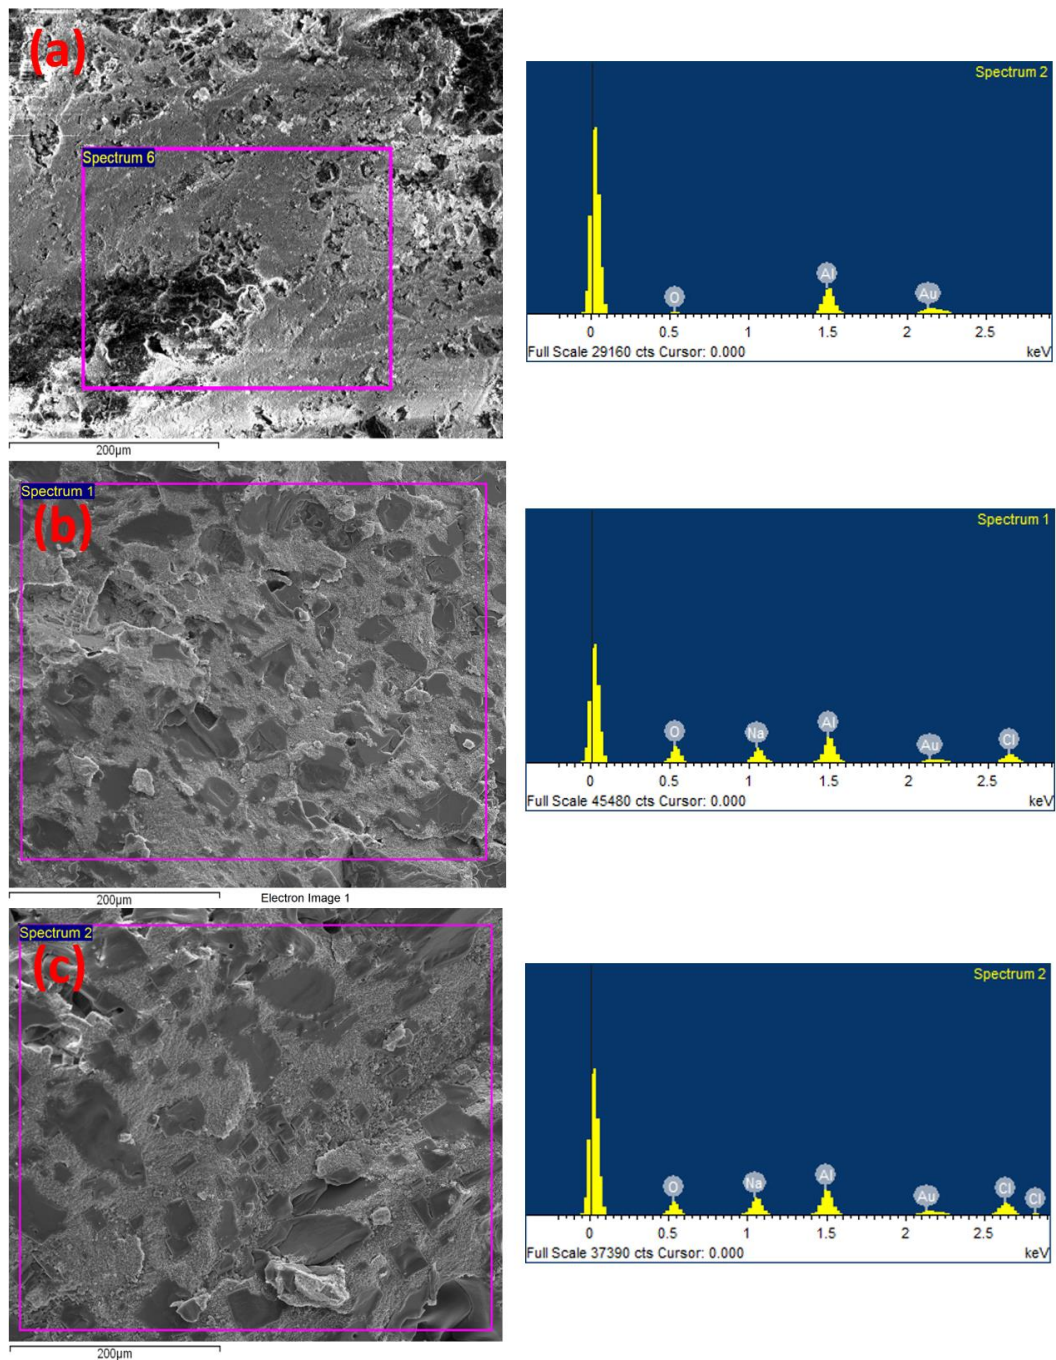 (a)
Spectrum 6
200μm
Spectrum 2
O
Al
Au
0 0.5 1 1.5 2 2.5
Full Scale 29160 cts Cursor: 0.000 keV
Spectrum 1
(b)
200μm Electron Image 1
Spectrum 1
O
Na
Al
Au
Cl
0 0.5 1 1.5 2 2.5
Full Scale 45480 cts Cursor: 0.000 keV
Spectrum 2
(c)
200μm
Spectrum 2
O
Na
Al
Au
Cl
Cl
0 0.5 1 1.5 2 2.5
Full Scale 37390 cts Cursor: 0.000 keV